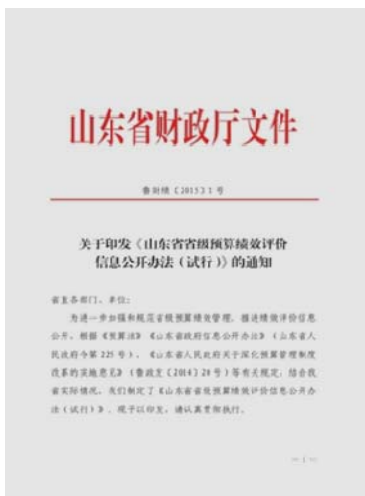 山东省财政厅文件
鲁财绩〔2015〕1号
关于印发《山东省省级预算绩效评价
信息公开办法（试行）》的通知
省直各部门、单位：
为进一步加强和规范省级预算绩效管理，推进绩效评价信息
公开，根据《预算法》《山东省政府信息公开办法》（山东省人
民政府令第225号）、《山东省人民政府关于深化预算管理制度
改革的实施意见》（鲁政发〔2014〕20号）等有关规定，结合我
省实际情况，我们制定了《山东省省级预算绩效评价信息公开办
法（试行）》，现予以印发，请认真贯彻执行。
— 1 —